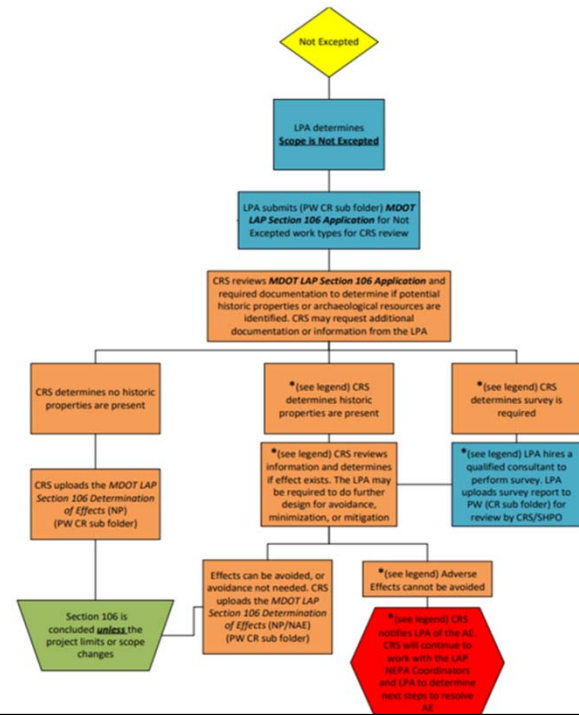 Not Excepted
LPA determines
Scope is Not Excepted
LPA submits (PW CR sub folder) MDOT
LAP Section 106 Application for Not
Excepted work types for CRS review
CRS reviews MDOT LAP Section 106 Application and
required documentation to determine if potential
historic properties or archaeological resources are
identified. CRS may request additional
documentation or information from the LPA
CRS determines no historic
properties are present
*(see legend) CRS
determines historic
properties are present
*(see legend) CRS
determines survey is
required
CRS uploads the MDOT LAP
Section 106 Determination
of Effects (NP)
(PW CR sub folder)
*(see legend) CRS reviews
information and determines
if effect exists. The LPA may
be required to do further
design for avoidance,
minimization, or mitigation
*(see legend) LPA hires a
qualified consultant to
perform survey. LPA
uploads survey report to
PW (CR sub folder) for
review by CRS/SHPO
Effects can be avoided, or
avoidance not needed. CRS
uploads the MDOT LAP
Section 106 Determination
of Effects (NP/NAE)
(PW CR sub folder)
*(see legend) Adverse
Effects cannot be avoided
Section 106 is
concluded unless the
project limits or scope
changes
*(see legend) CRS
notifies LPA of the AE.
CRS will continue to
work with the LAP
NEPA Coordinators
and LPA to determine
next steps to resolve
AE